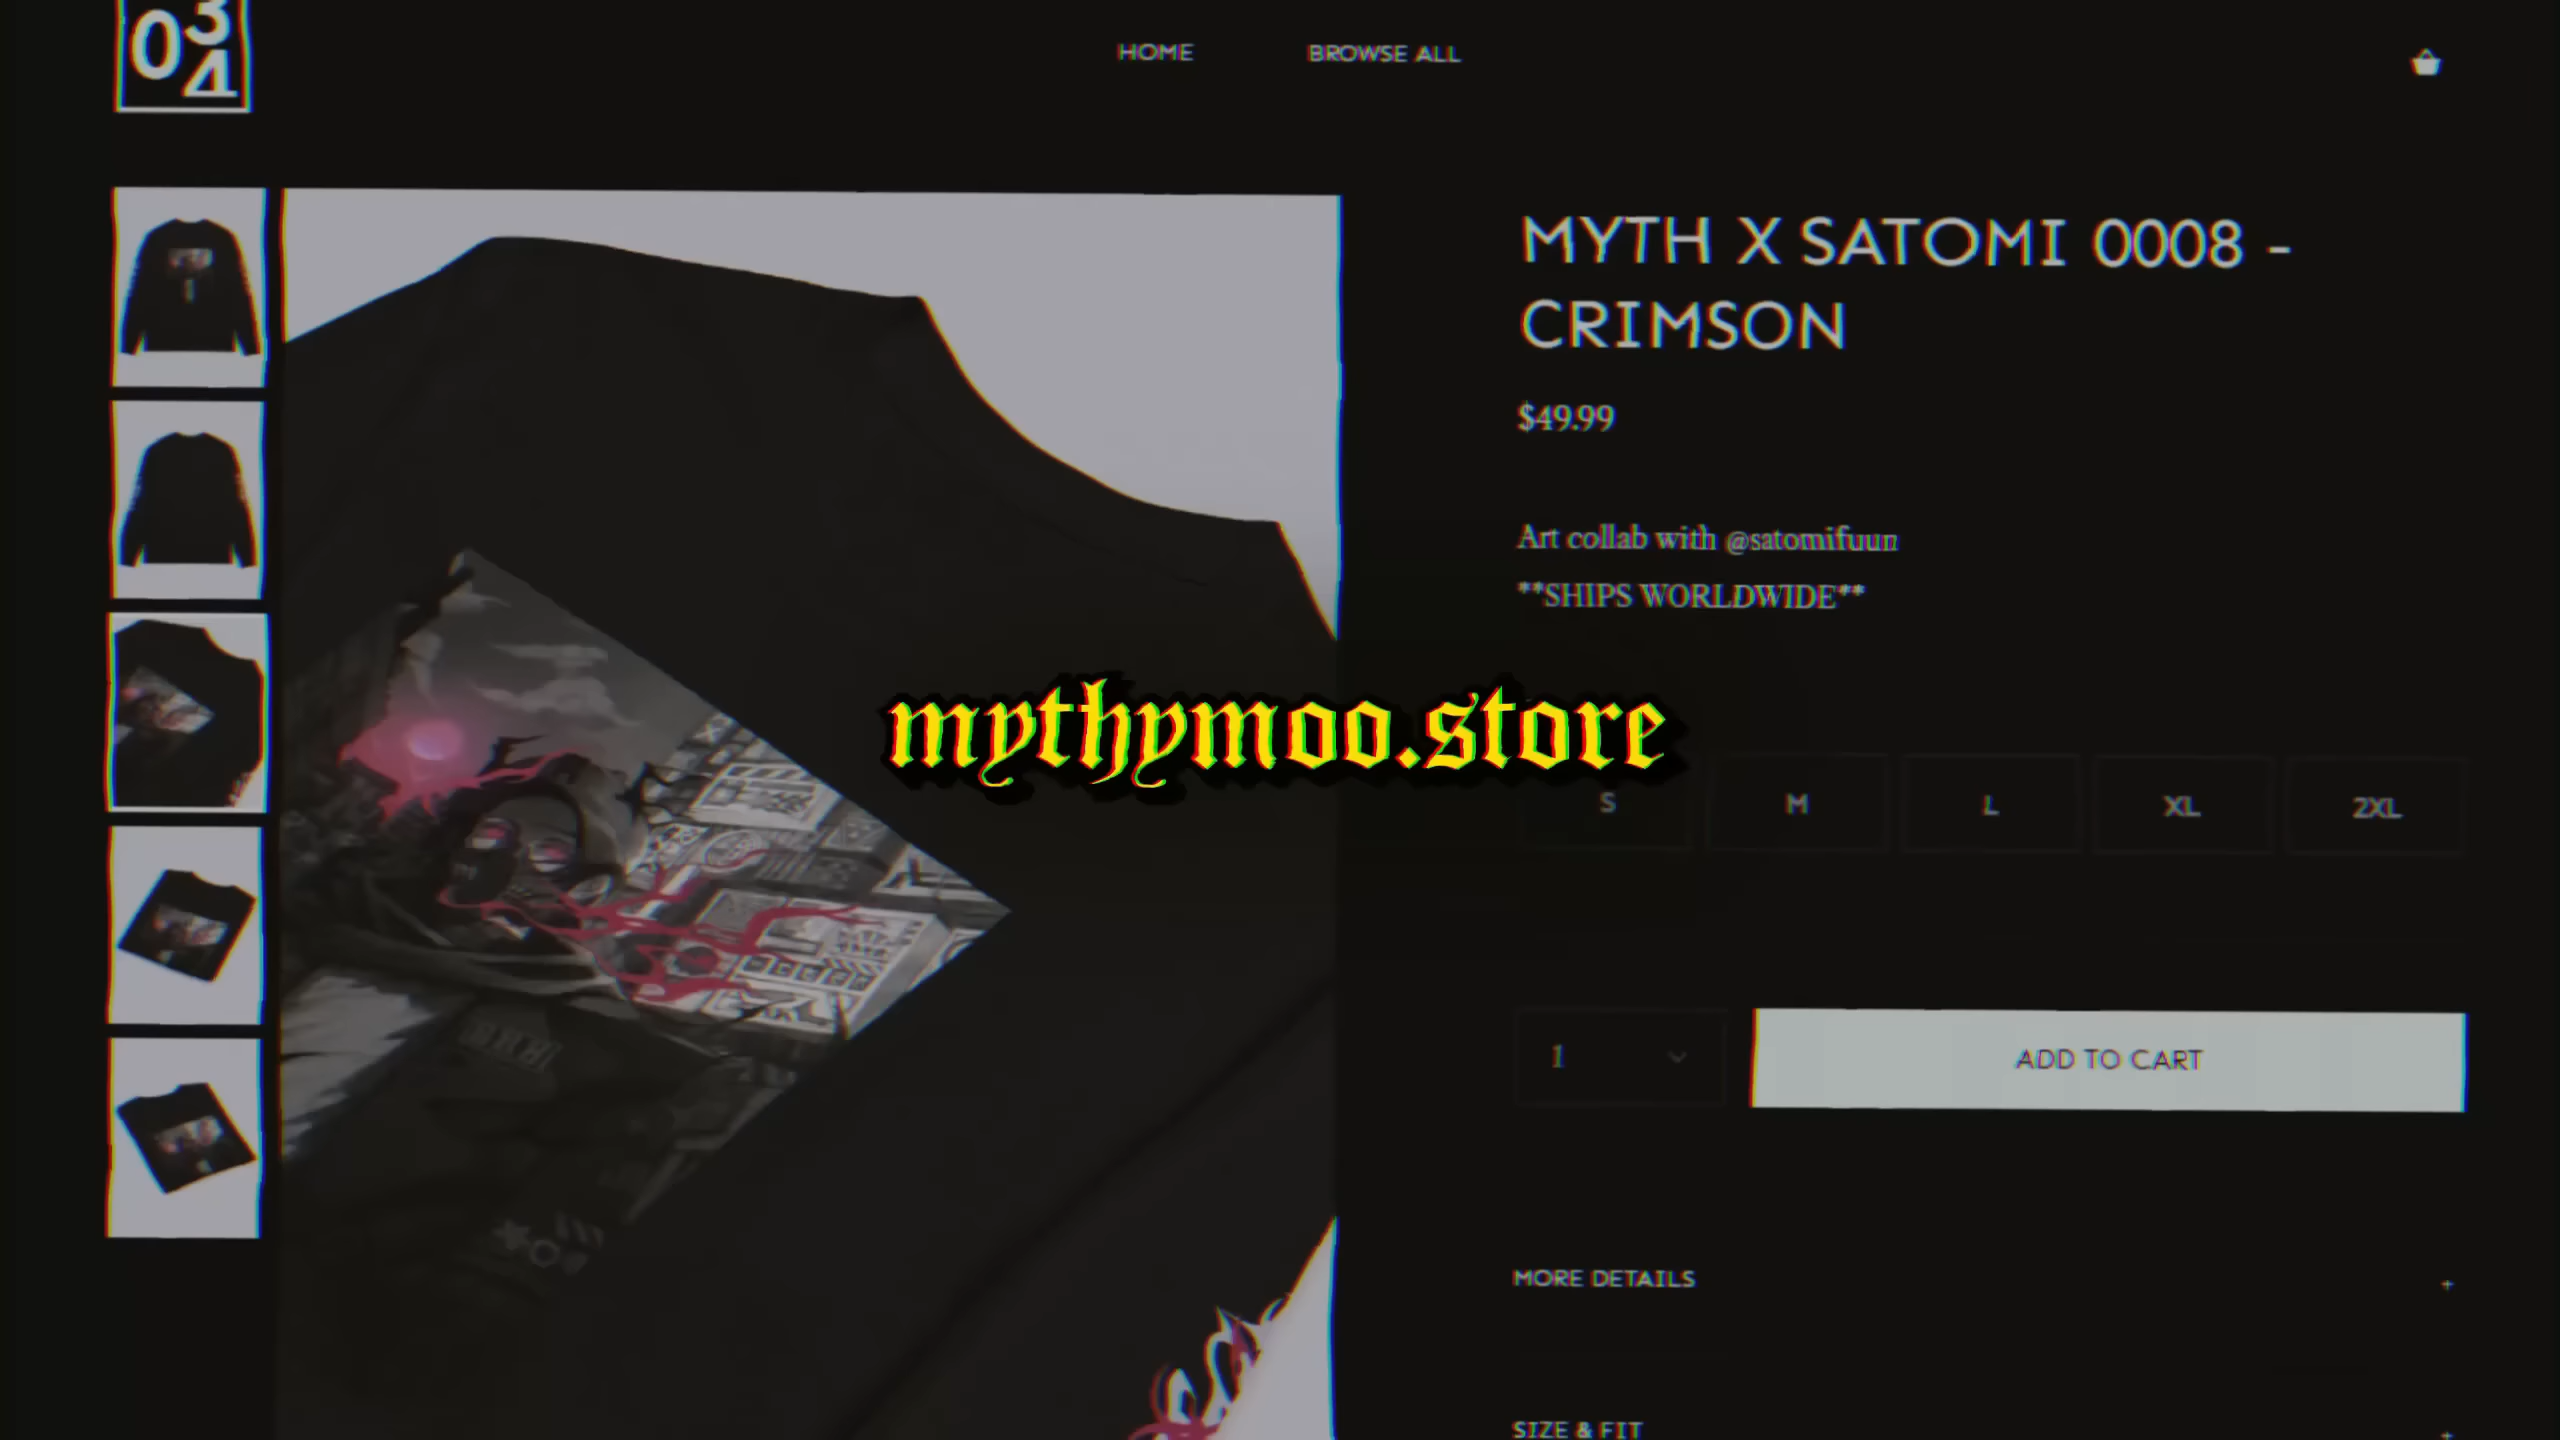 034
HOME
BROWSE ALL
MYTH X SATOMI 0008 -
CRIMSON
$49.99
Art collab with @satomifuun
**SHIPS WORLDWIDE**
mythymoo.store
S
M
L
XL
2XL
1
ADD TO CART
MORE DETAILS
+
SIZE & FIT
+